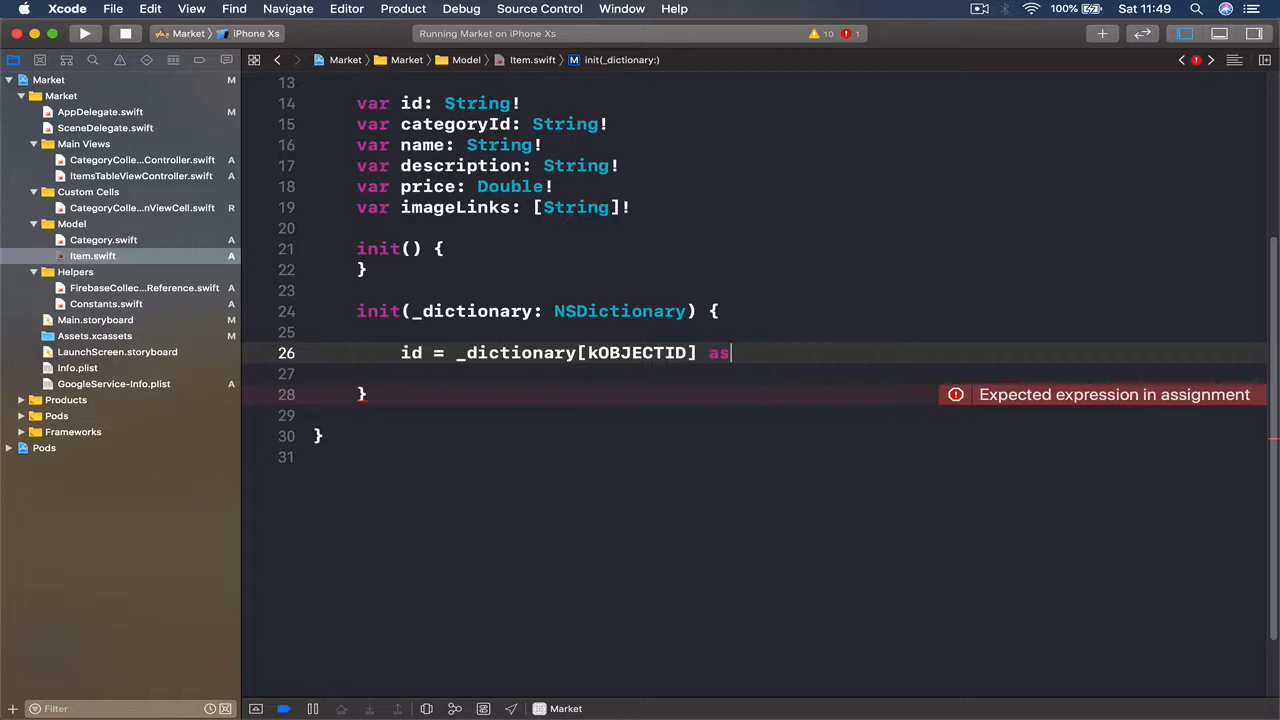 Xcode File Edit View Find Navigate Editor Product Debug Source Control Window Help 100% Sat 11:49
Market iPhone Xs Running Market on iPhone Xs 10 1
Market Market Model Item.swift M init(_dictionary:)
Market M
Market
AppDelegate.swift M
SceneDelegate.swift
Main Views
CategoryColle...Controller.swift A
ItemsTableViewController.swift A
Custom Cells
CategoryColle...nViewCell.swift R
Model
Category.swift A
Item.swift A
Helpers
FirebaseCollec...Reference.swift A
Constants.swift A
Main.storyboard M
Assets.xcassets M
LaunchScreen.storyboard
Info.plist
GoogleService-Info.plist A
Products
Pods
Frameworks
Pods
Filter
13
14 var id: String!
15 var categoryId: String!
16 var name: String!
17 var description: String!
18 var price: Double!
19 var imageLinks: [String]!
20
21 init() {
22 }
23
24 init(_dictionary: NSDictionary) {
25
26 id = _dictionary[kOBJECTID] as
27
28 } Expected expression in assignment
29
30 }
31
Market